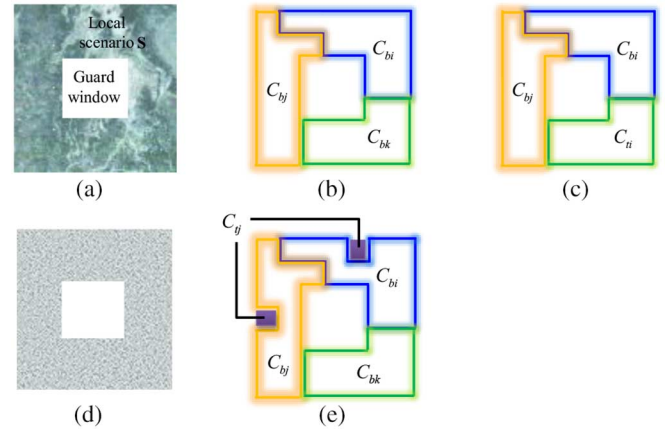 Local
scenario S
Guard
window
(a)
C_bi
C_bj
C_bk
(b)
C_bi
C_bj
C_ti
(c)
(d)
C_tj
C_bi
C_bj
C_bk
(e)